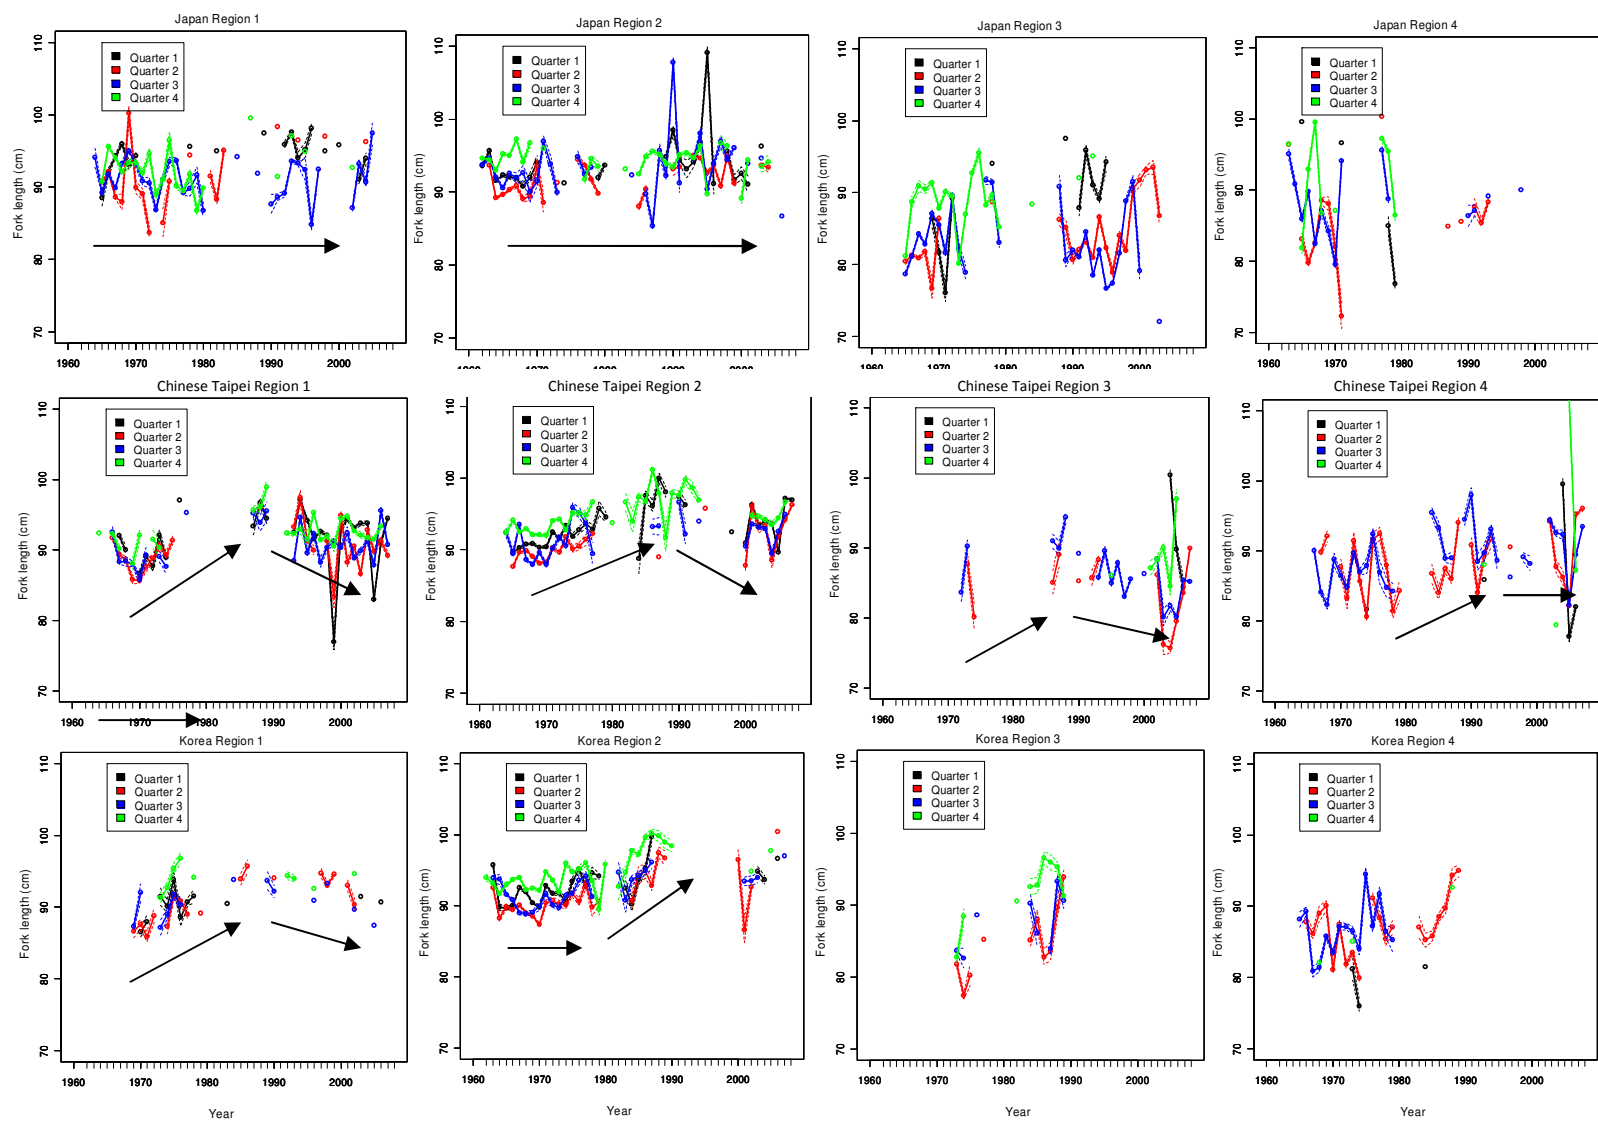 Japan Region 1
Fork length (cm)
110
100
90
80
70
Quarter 1
Quarter 2
Quarter 3
Quarter 4
1960 1970 1980 1990 2000
Japan Region 2
Fork length (cm)
110
100
90
80
70
Quarter 1
Quarter 2
Quarter 3
Quarter 4
1960 1970 1980 1990 2000
Japan Region 3
Fork length (cm)
110
100
90
80
70
Quarter 1
Quarter 2
Quarter 3
Quarter 4
1960 1970 1980 1990 2000
Japan Region 4
Fork length (cm)
110
100
90
80
70
Quarter 1
Quarter 2
Quarter 3
Quarter 4
1960 1970 1980 1990 2000
Chinese Taipei Region 1
Fork length (cm)
110
100
90
80
70
Quarter 1
Quarter 2
Quarter 3
Quarter 4
1960 1970 1980 1990 2000
Chinese Taipei Region 2
Fork length (cm)
110
100
90
80
70
Quarter 1
Quarter 2
Quarter 3
Quarter 4
1960 1970 1980 1990 2000
Chinese Taipei Region 3
Fork length (cm)
110
100
90
80
70
Quarter 1
Quarter 2
Quarter 3
Quarter 4
1960 1970 1980 1990 2000
Chinese Taipei Region 4
Fork length (cm)
110
100
90
80
70
Quarter 1
Quarter 2
Quarter 3
Quarter 4
1960 1970 1980 1990 2000
Korea Region 1
Fork length (cm)
110
100
90
80
70
Quarter 1
Quarter 2
Quarter 3
Quarter 4
1960 1970 1980 1990 2000
Year
Korea Region 2
Fork length (cm)
110
100
90
80
70
Quarter 1
Quarter 2
Quarter 3
Quarter 4
1960 1970 1980 1990 2000
Year
Korea Region 3
Fork length (cm)
110
100
90
80
70
Quarter 1
Quarter 2
Quarter 3
Quarter 4
1960 1970 1980 1990 2000
Year
Korea Region 4
Fork length (cm)
110
100
90
80
70
Quarter 1
Quarter 2
Quarter 3
Quarter 4
1960 1970 1980 1990 2000
Year